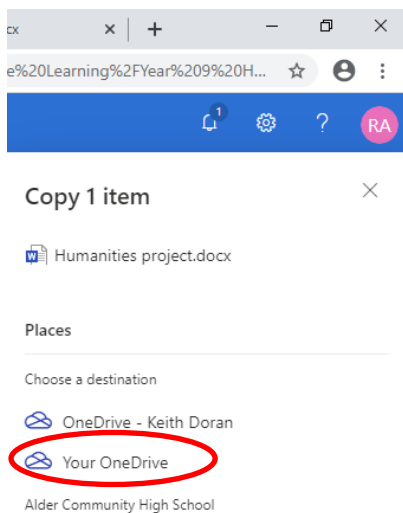 cx
e%20Learning%2FYear%209%20H...
1
? RA
Copy 1 item
Humanities project.docx
Places
Choose a destination
OneDrive - Keith Doran
Your OneDrive
Alder Community High School